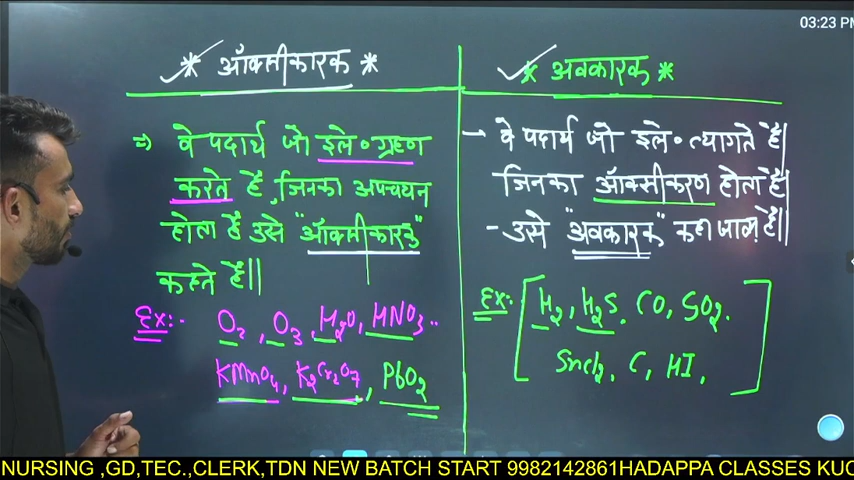 03:23 PM
* ऑक्सीकारक *
⇒ वे पदार्थ जो इले॰ ग्रहण
करते हैं, जिनका अपचयन
होता है उसे "ऑक्सीकारक"
कहते हैं||
Ex:- O₂, O₃, H₂O, HNO₃..
KMnO₄, K₂Cr₂O₇, PbO₂
* अवकारक *
→ वे पदार्थ जो इले॰ त्यागते है|
जिनका ऑक्सीकरण होता है|
- उसे "अवकारक" कहा जाता है||
Ex:- [H₂, H₂S, CO, SO₂.
SnCl₂, C, HI,]
NURSING ,GD,TEC.,CLERK,TDN NEW BATCH START 9982142861HADAPPA CLASSES KUC